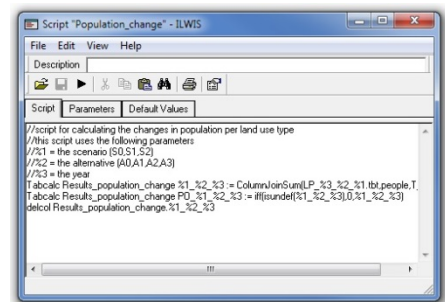 Script "Population_change" - ILWIS
File Edit View Help
Description
Script Parameters Default Values
//script for calculating the changes in population per land use type
//this script uses the following parameters
//%1 = the scenario (S0,S1,S2)
//%2 = the alternative (A0,A1,A2,A3)
//%3 = the year
Tabcalc Results_population_change %1_%2_%3 := ColumnJoinSum(LP_%3_%2_%1.tbt,people,T_
Tabcalc Results_population_change PO_%1_%2_%3 := iff(isundef(%1_%2_%3),0,%1_%2_%3)
delcol Results_population_change.%1_%2_%3